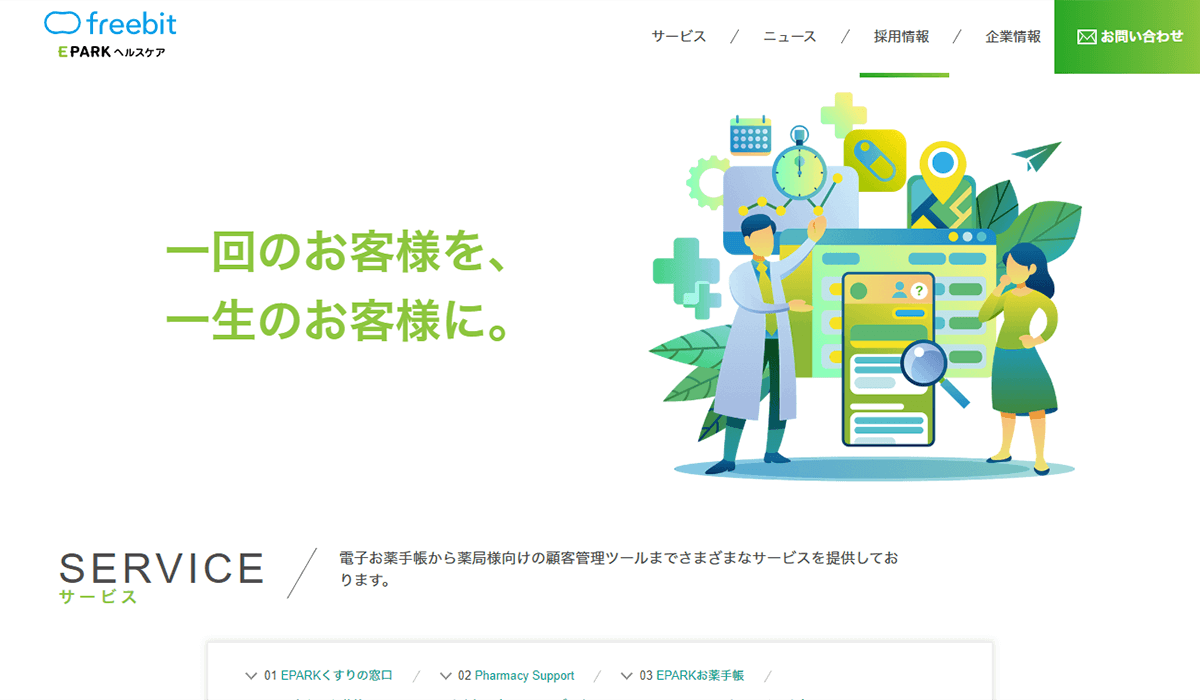 freebit
EPARK ヘルスケア
サービス / ニュース / 採用情報 / 企業情報
お問い合わせ
一回のお客様を、
一生のお客様に。
?
SERVICE
サービス
電子お薬手帳から薬局様向けの顧客管理ツールまでさまざまなサービスを提供してお
ります。
01 EPARKくすりの窓口 / 02 Pharmacy Support / 03 EPARKお薬手帳 /